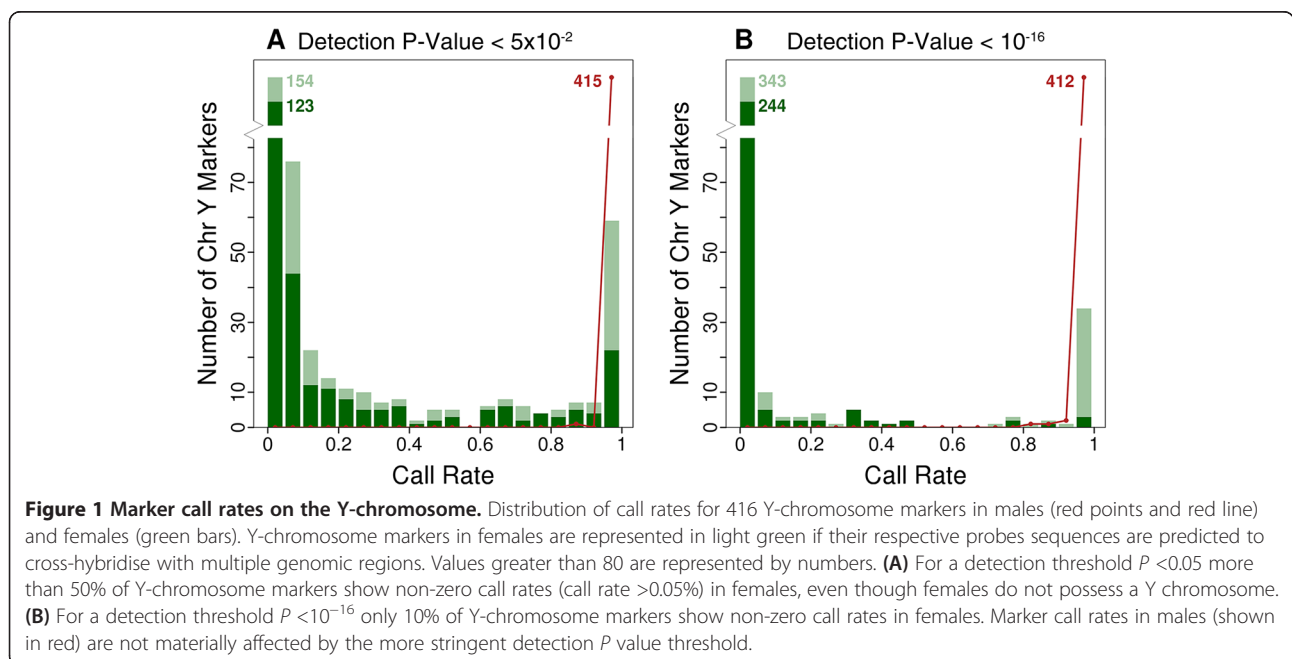 A Detection P-Value < 5x10⁻²
B Detection P-Value < 10⁻¹⁶
154
123
415
343
244
412
Number of Chr Y Markers
70
50
30
10
0
0 0.2 0.4 0.6 0.8 1
Call Rate
Number of Chr Y Markers
70
50
30
10
0
0 0.2 0.4 0.6 0.8 1
Call Rate
Figure 1 Marker call rates on the Y-chromosome. Distribution of call rates for 416 Y-chromosome markers in males (red points and red line)
and females (green bars). Y-chromosome markers in females are represented in light green if their respective probes sequences are predicted to
cross-hybridise with multiple genomic regions. Values greater than 80 are represented by numbers. (A) For a detection threshold P <0.05 more
than 50% of Y-chromosome markers show non-zero call rates (call rate >0.05%) in females, even though females do not possess a Y chromosome.
(B) For a detection threshold P <10⁻¹⁶ only 10% of Y-chromosome markers show non-zero call rates in females. Marker call rates in males (shown
in red) are not materially affected by the more stringent detection P value threshold.